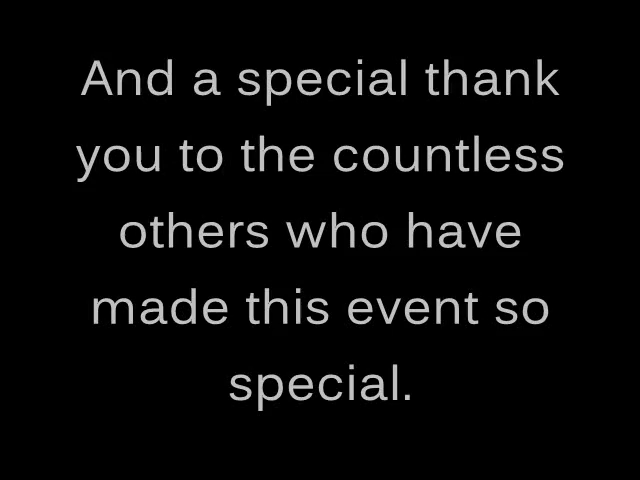 And a special thank
you to the countless
others who have
made this event so
special.